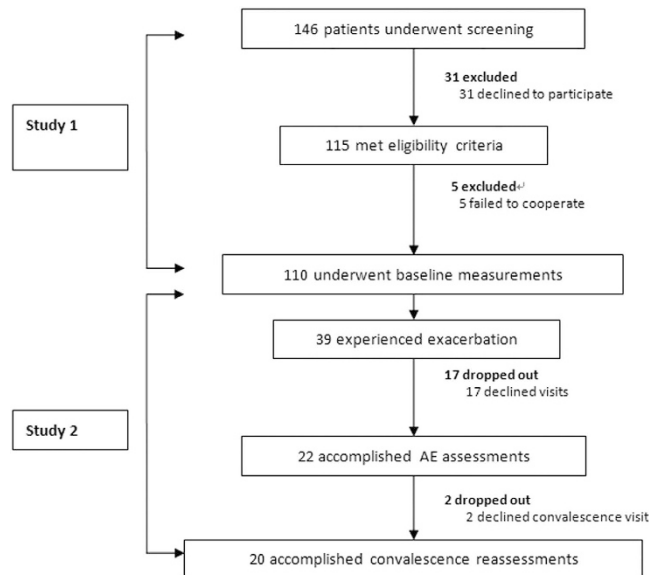 146 patients underwent screening
31 excluded
31 declined to participate
Study 1
115 met eligibility criteria
5 excluded↵
5 failed to cooperate
110 underwent baseline measurements
39 experienced exacerbation
17 dropped out
17 declined visits
Study 2
22 accomplished AE assessments
2 dropped out
2 declined convalescence visit
20 accomplished convalescence reassessments